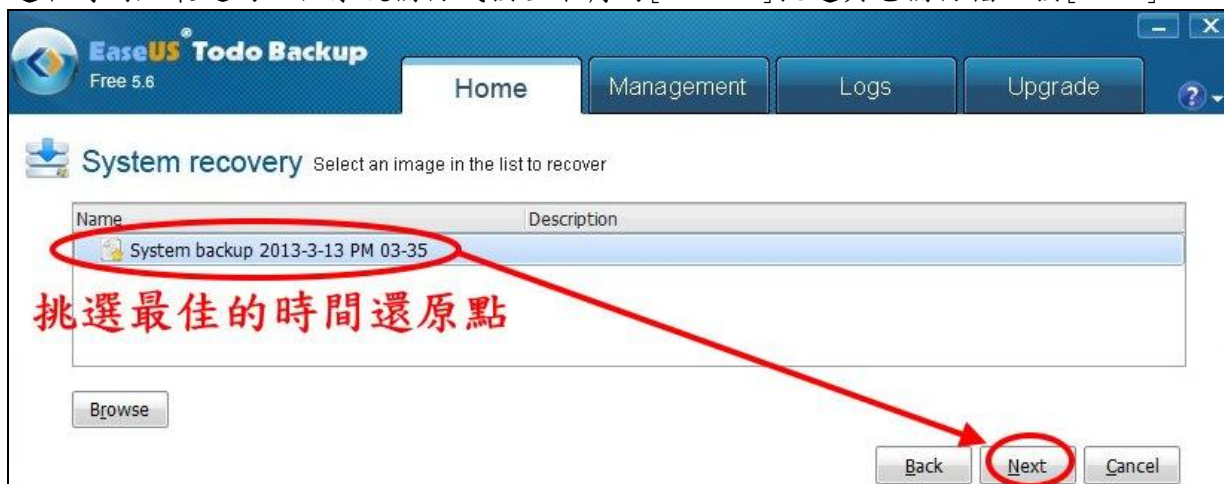 EaseUS® Todo Backup
Free 5.6
Home
Management
Logs
Upgrade
?
System recovery Select an image in the list to recover
Name Description
System backup 2013-3-13 PM 03-35
挑選最佳的時間還原點
Browse
Back Next Cancel